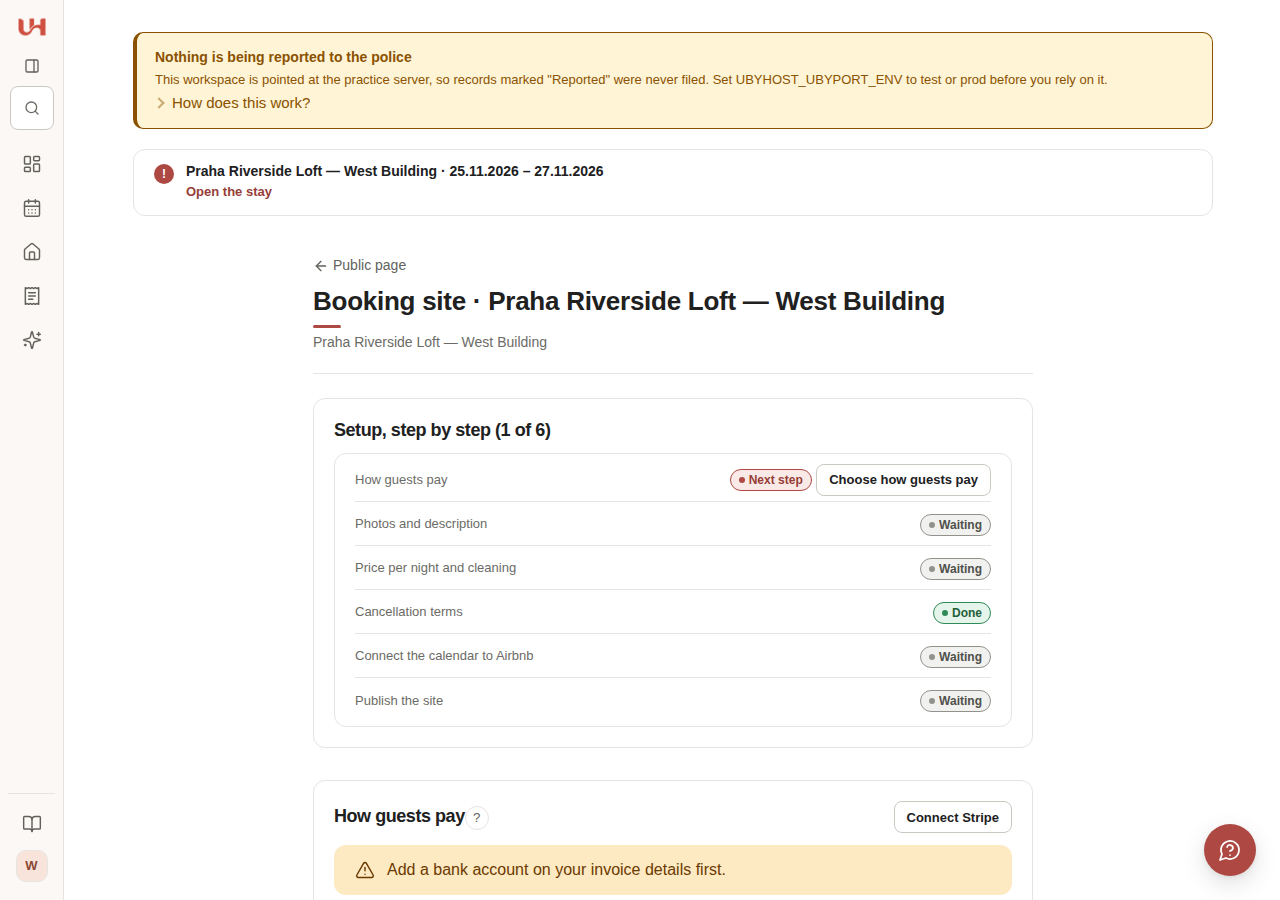 Nothing is being reported to the police
This workspace is pointed at the practice server, so records marked "Reported" were never filed. Set UBYHOST_UBYPORT_ENV to test or prod before you rely on it.
How does this work?
!
Praha Riverside Loft — West Building · 25.11.2026 – 27.11.2026
Open the stay
Public page
Booking site · Praha Riverside Loft — West Building
Praha Riverside Loft — West Building
Setup, step by step (1 of 6)
How guests pay
Next step
Choose how guests pay
Photos and description
Waiting
Price per night and cleaning
Waiting
Cancellation terms
Done
Connect the calendar to Airbnb
Waiting
Publish the site
Waiting
How guests pay
?
Connect Stripe
Add a bank account on your invoice details first.
W